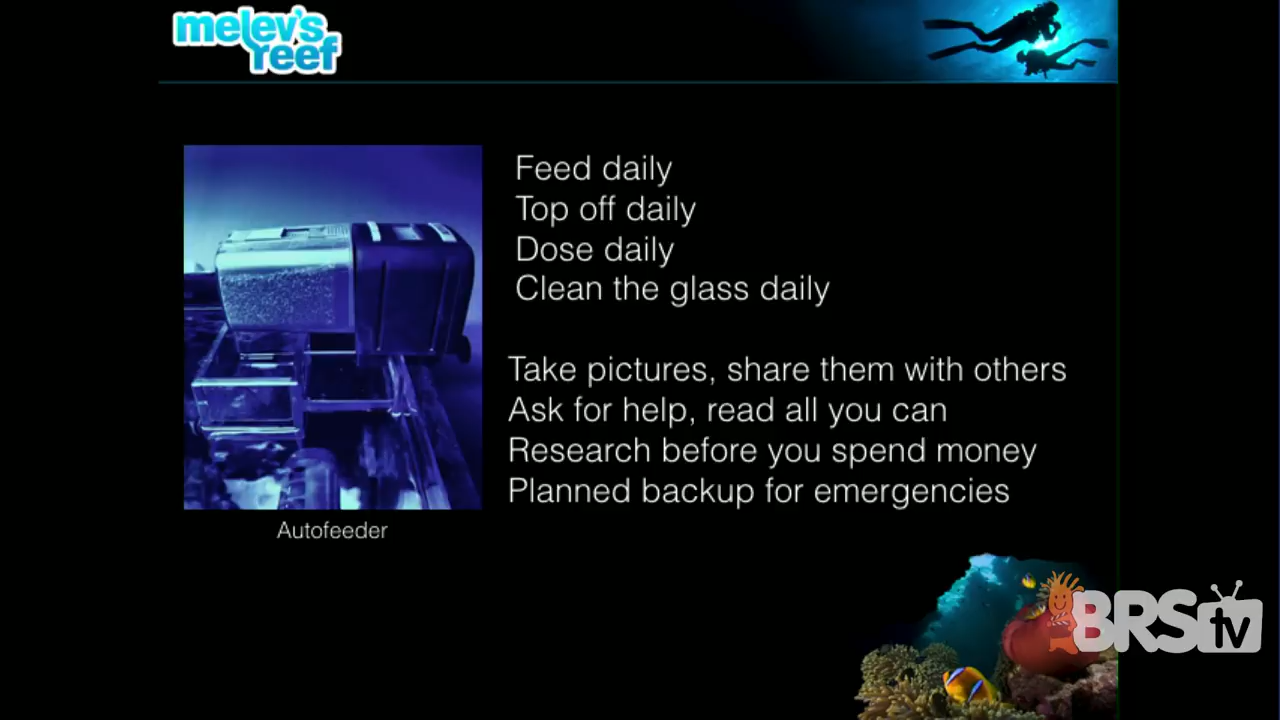 melev's
reef
Feed daily
Top off daily
Dose daily
Clean the glass daily
Take pictures, share them with others
Ask for help, read all you can
Research before you spend money
Planned backup for emergencies
Autofeeder
BRS tv